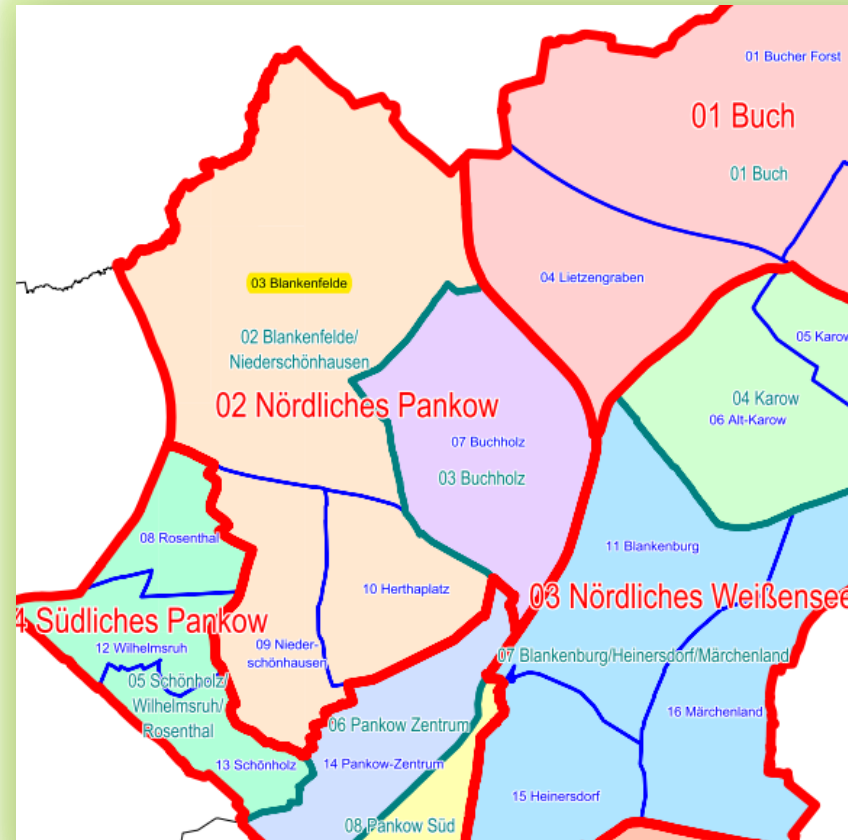 01 Bucher Forst
01 Buch
01 Buch
04 Lietzengraben
03 Blankenfelde
02 Blankenfelde/
Niederschönhausen
02 Nördliches Pankow
05 Karow
04 Karow
06 Alt-Karow
07 Buchholz
03 Buchholz
08 Rosenthal
11 Blankenburg
10 Herthaplatz
03 Nördliches Weißensee
4 Südliches Pankow
12 Wilhelmsruh
09 Nieder-
schönhausen
07 Blankenburg/Heinersdorf/Märchenland
05 Schönholz/
Wilhelmsruh/
Rosenthal
16 Märchenland
06 Pankow Zentrum
13 Schönholz
14 Pankow-Zentrum
15 Heinersdorf
08 Pankow Süd